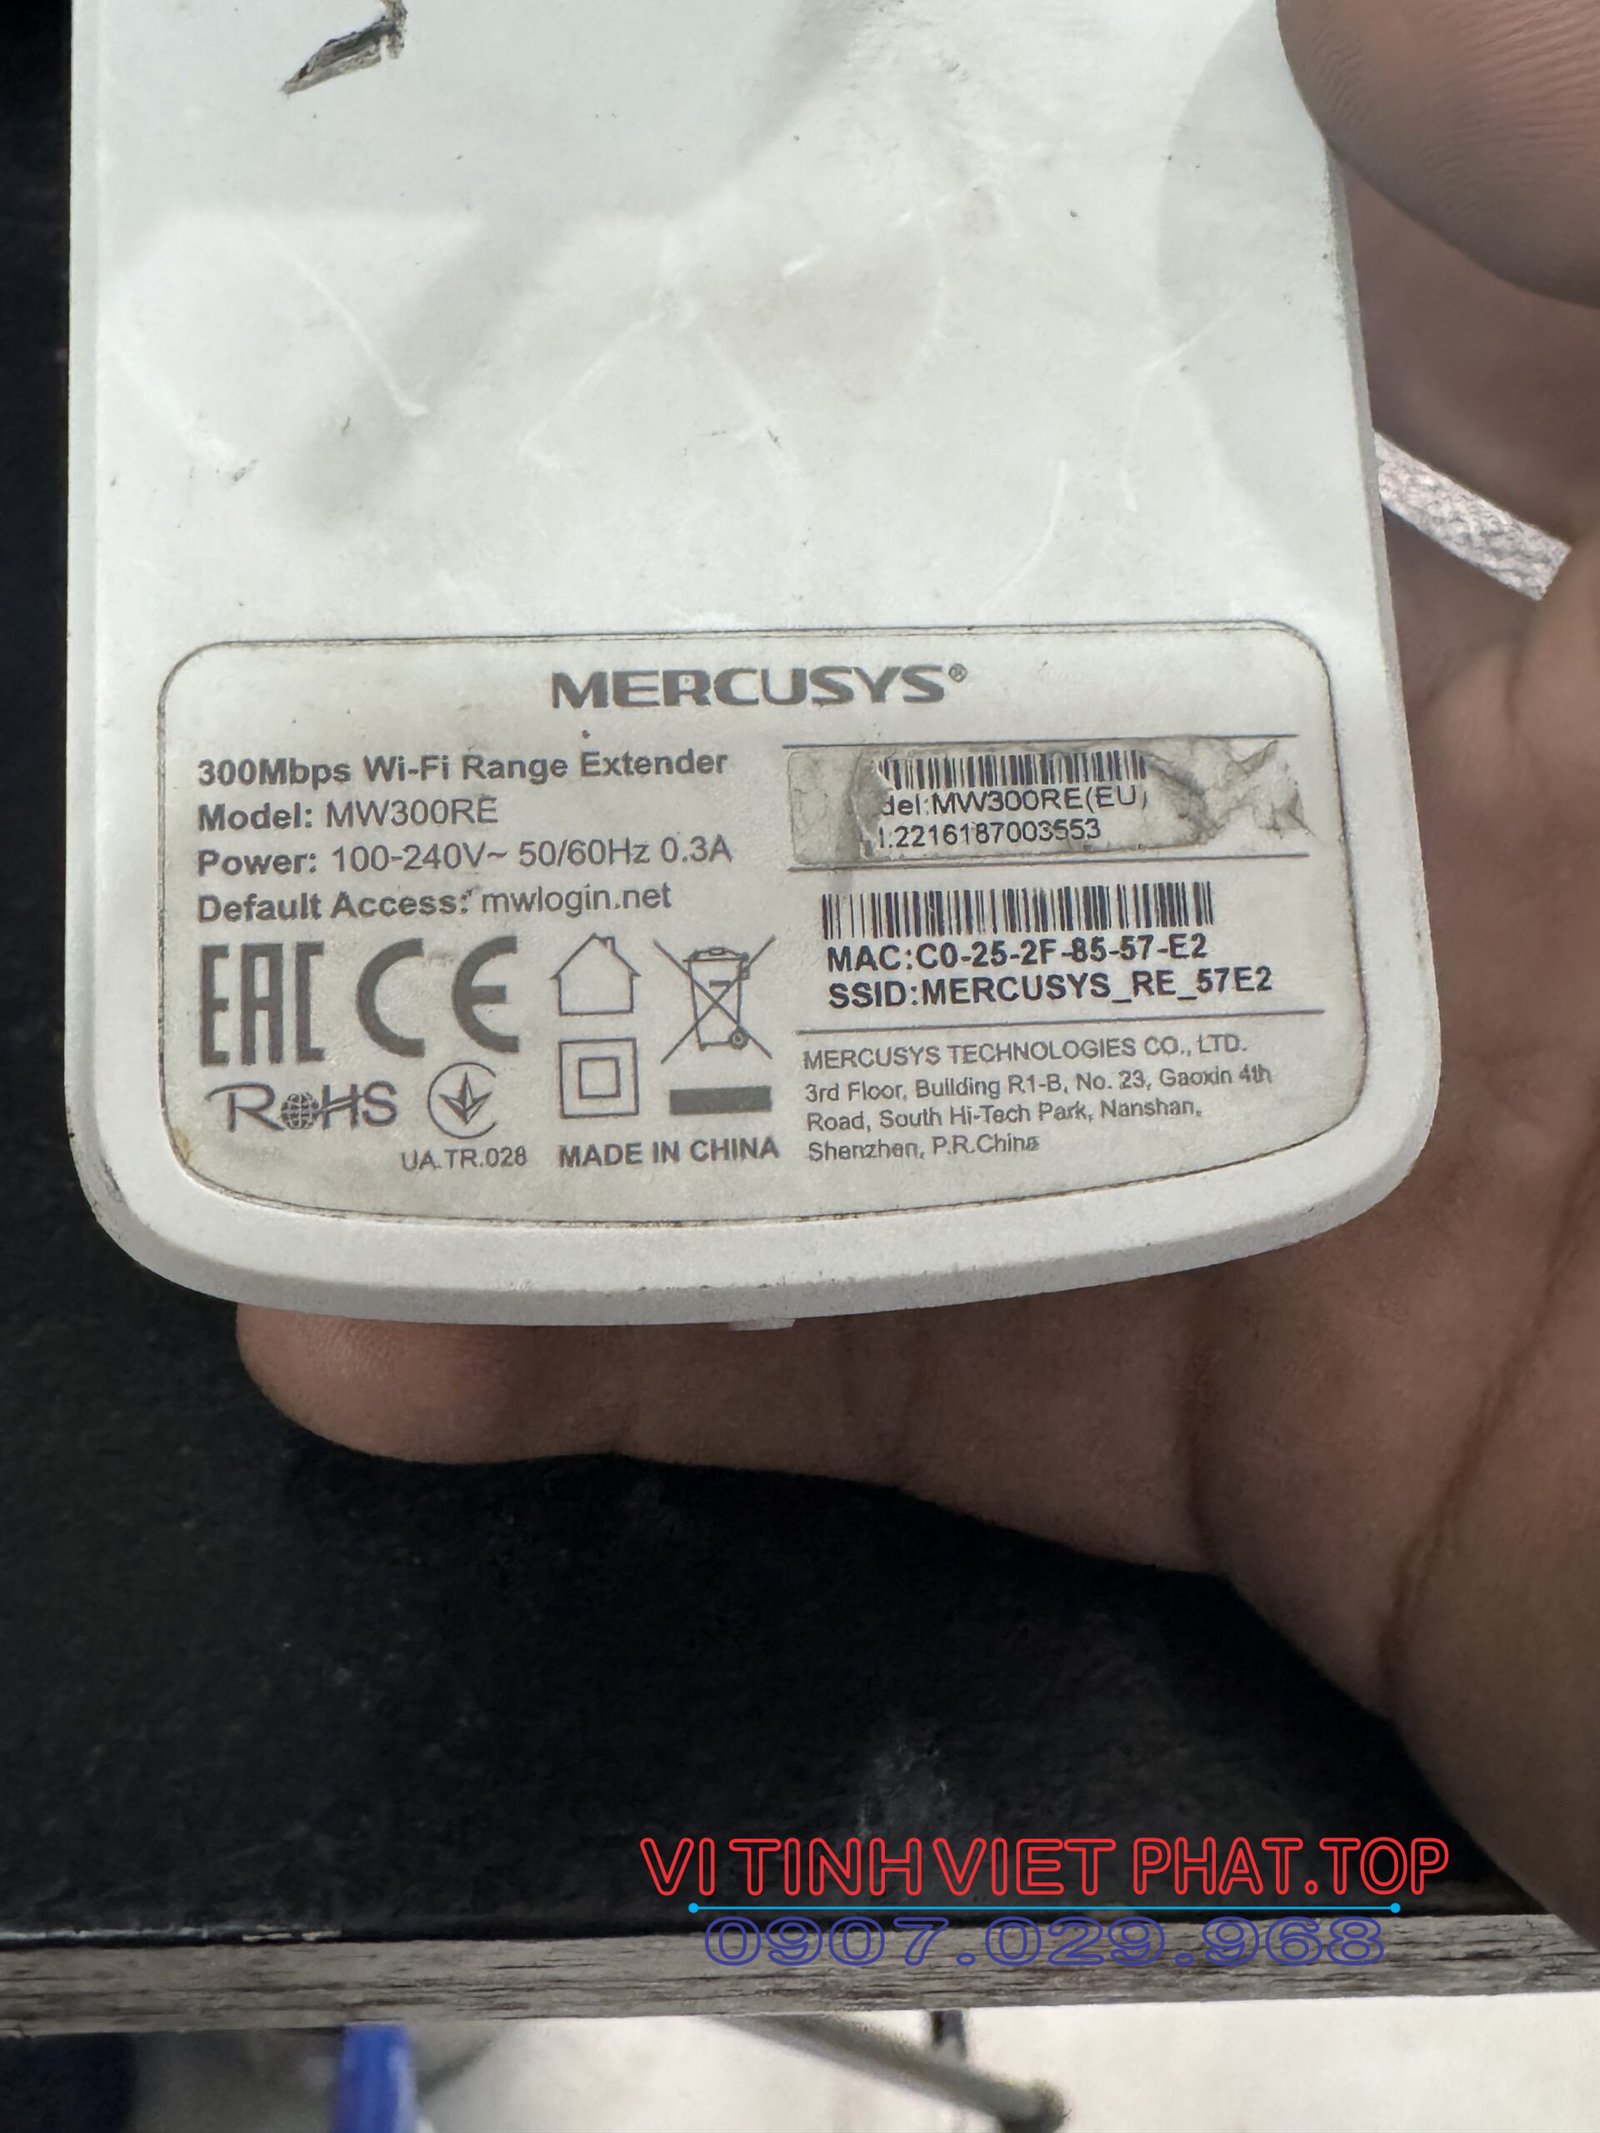 MERCUSYS®
300Mbps Wi-Fi Range Extender
Model: MW300RE
Power: 100-240V~ 50/60Hz 0.3A
Default Access: mwlogin.net
EAC CE
RoHS
UA.TR.028
MADE IN CHINA
del:MW300RE(EU)
:2216187003553
MAC:C0-25-2F-85-57-E2
SSID:MERCUSYS_RE_57E2
MERCUSYS TECHNOLOGIES CO., LTD.
3rd Floor, Building R1-B, No. 23, Gaoxin 4th
Road, South Hi-Tech Park, Nanshan,
Shenzhen, P.R.China
VI TINH VIET PHAT.TOP
0907.029.968